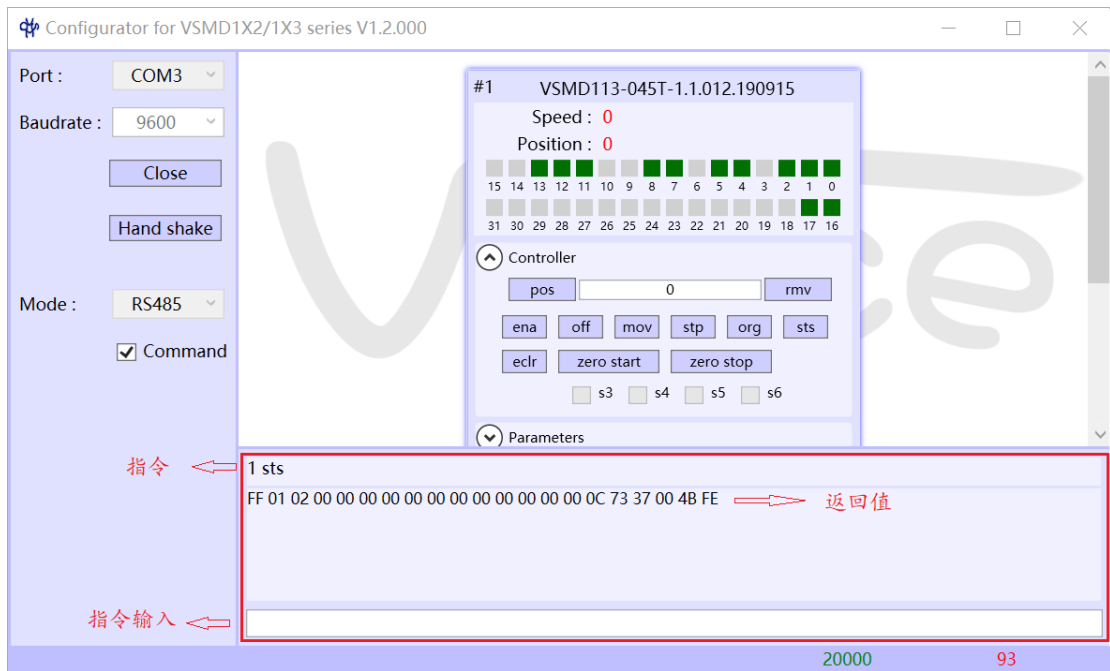 Configurator for VSMD1X2/1X3 series V1.2.000
Port :
COM3
Baudrate :
9600
Close
Hand shake
Mode :
RS485
Command
#1
VSMD113-045T-1.1.012.190915
Speed : 0
Position : 0
15 14 13 12 11 10 9 8 7 6 5 4 3 2 1 0
31 30 29 28 27 26 25 24 23 22 21 20 19 18 17 16
Controller
pos
0
rmv
ena
off
mov
stp
org
sts
eclr
zero start
zero stop
s3
s4
s5
s6
Parameters
指令
1 sts
FF 01 02 00 00 00 00 00 00 00 00 00 00 00 00 0C 73 37 00 4B FE
返回值
指令输入
20000
93